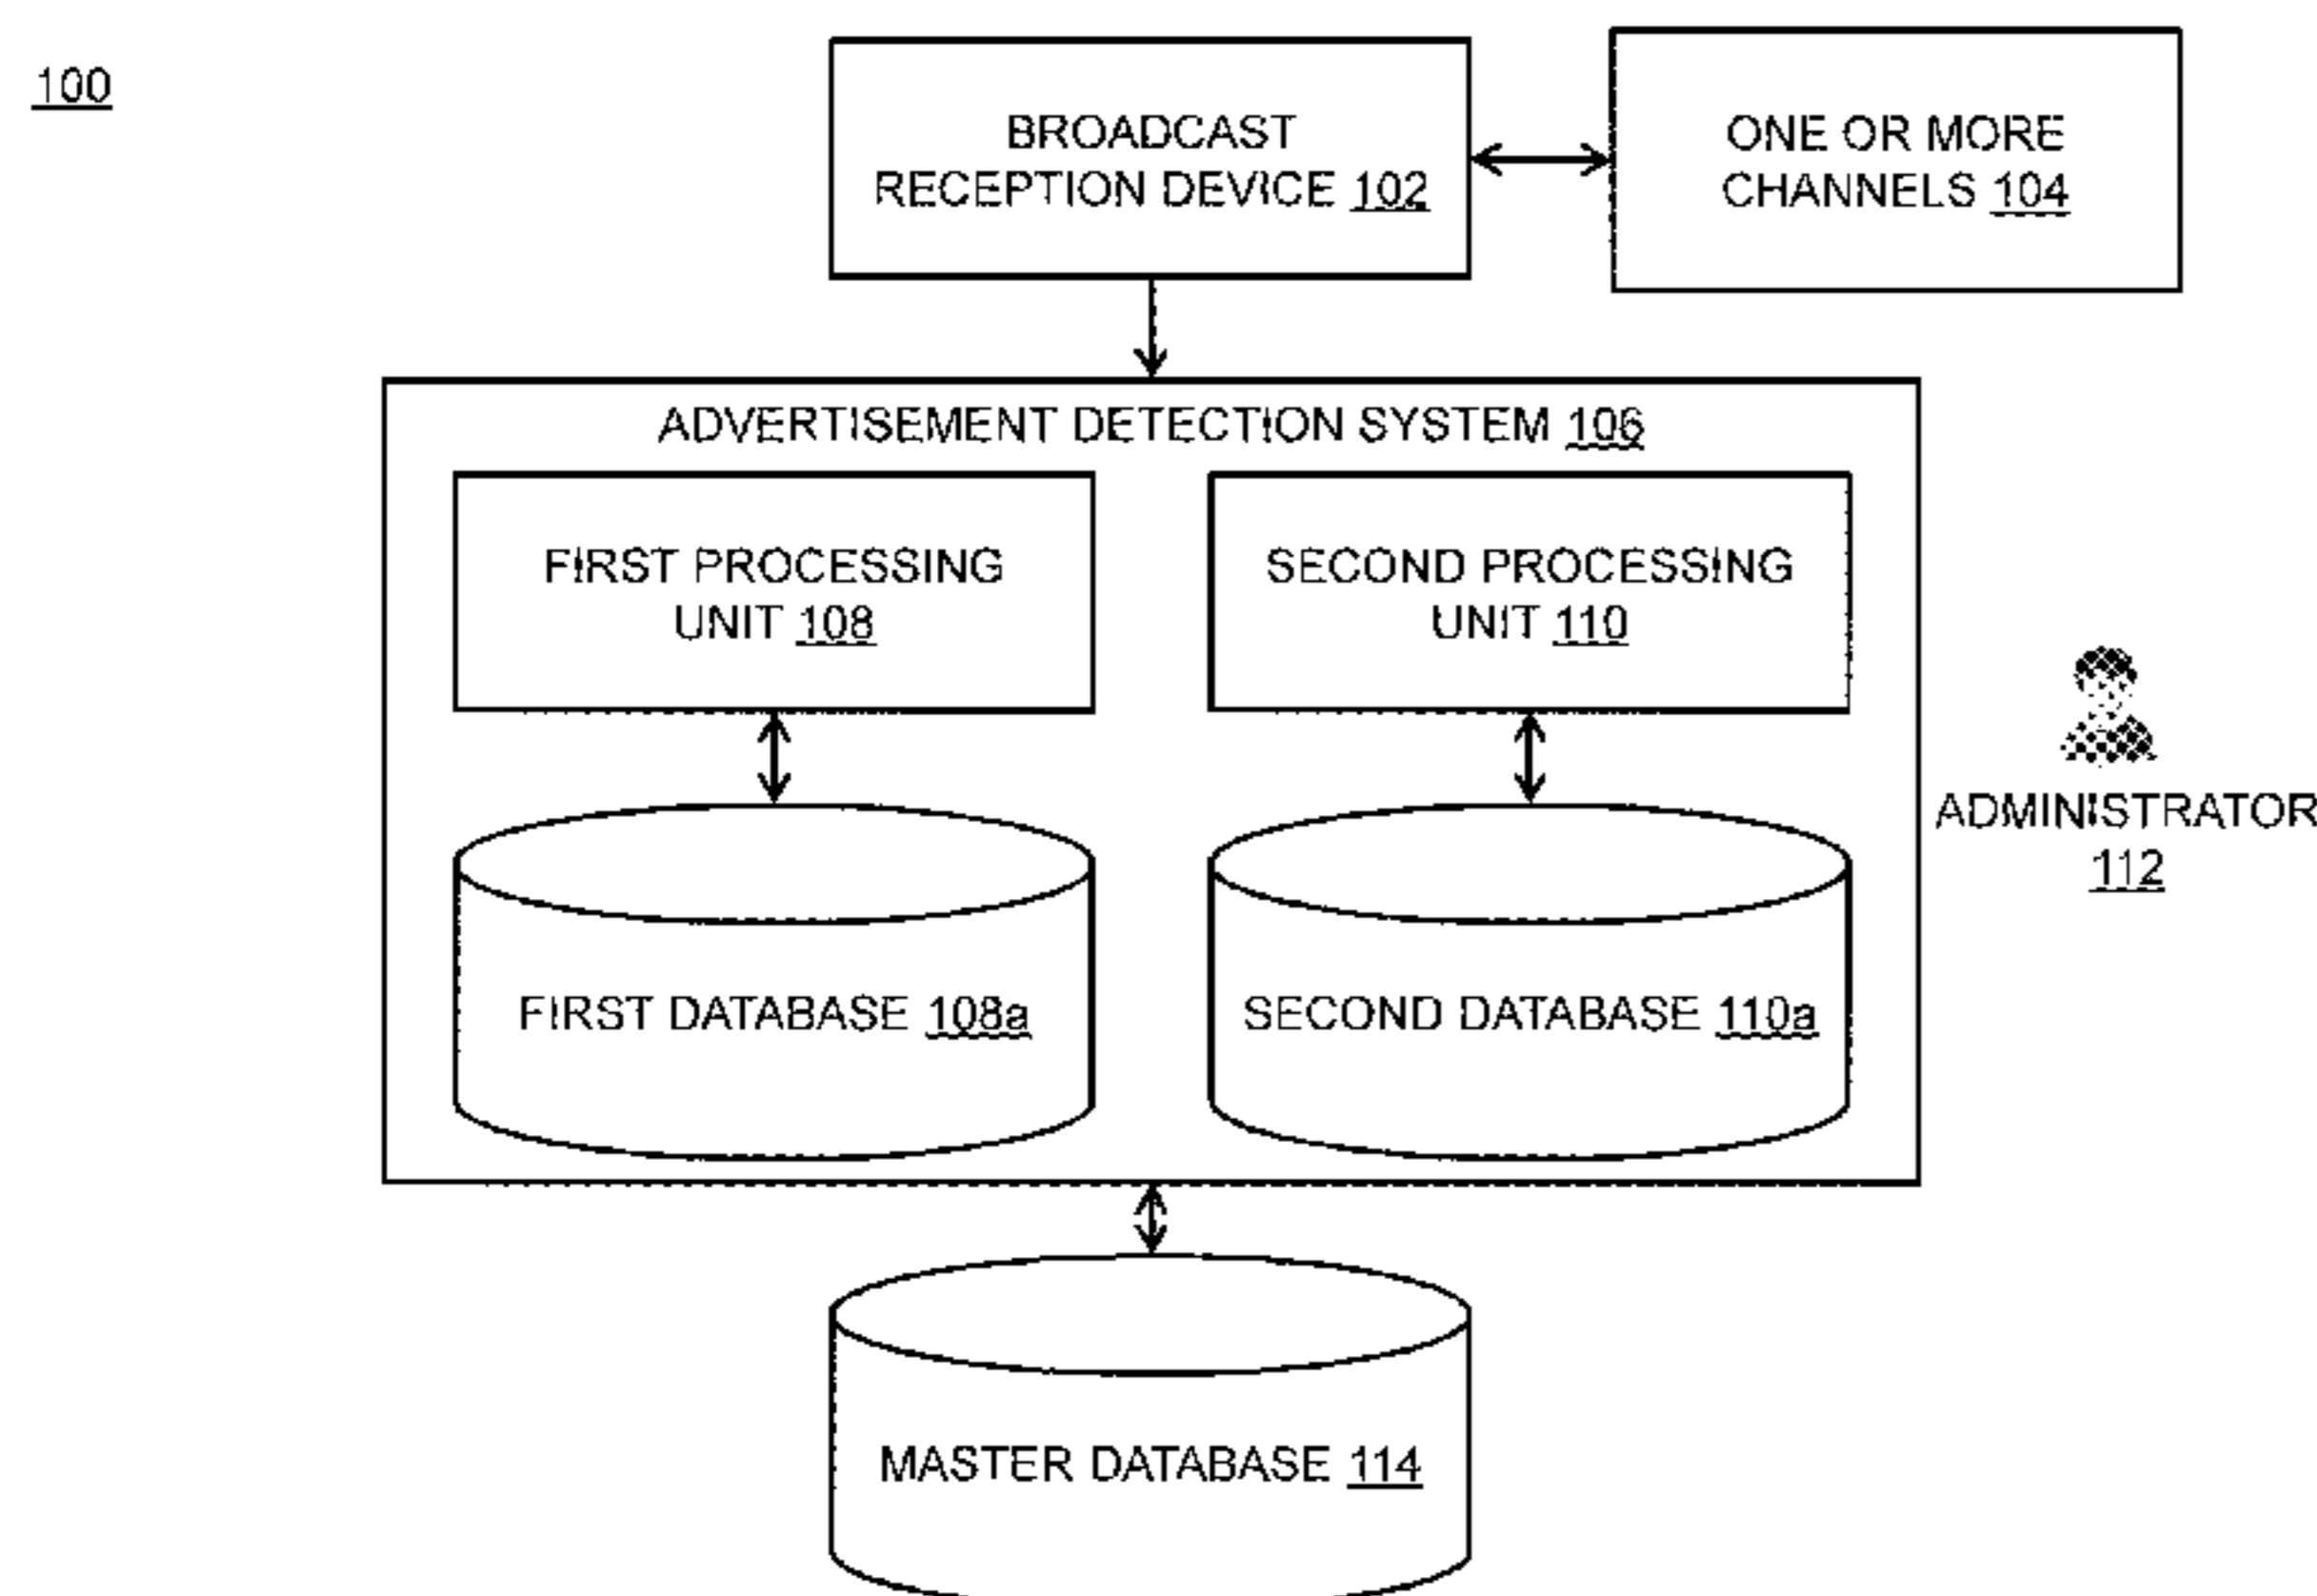 100
BROADCAST
RECEPTION DEVICE 102
ONE OR MORE
CHANNELS 104
ADVERTISEMENT DETECTION SYSTEM 106
FIRST PROCESSING
UNIT 108
SECOND PROCESSING
UNIT 110
ADMINISTRATOR
112
FIRST DATABASE 108a
SECOND DATABASE 110a
MASTER DATABASE 114